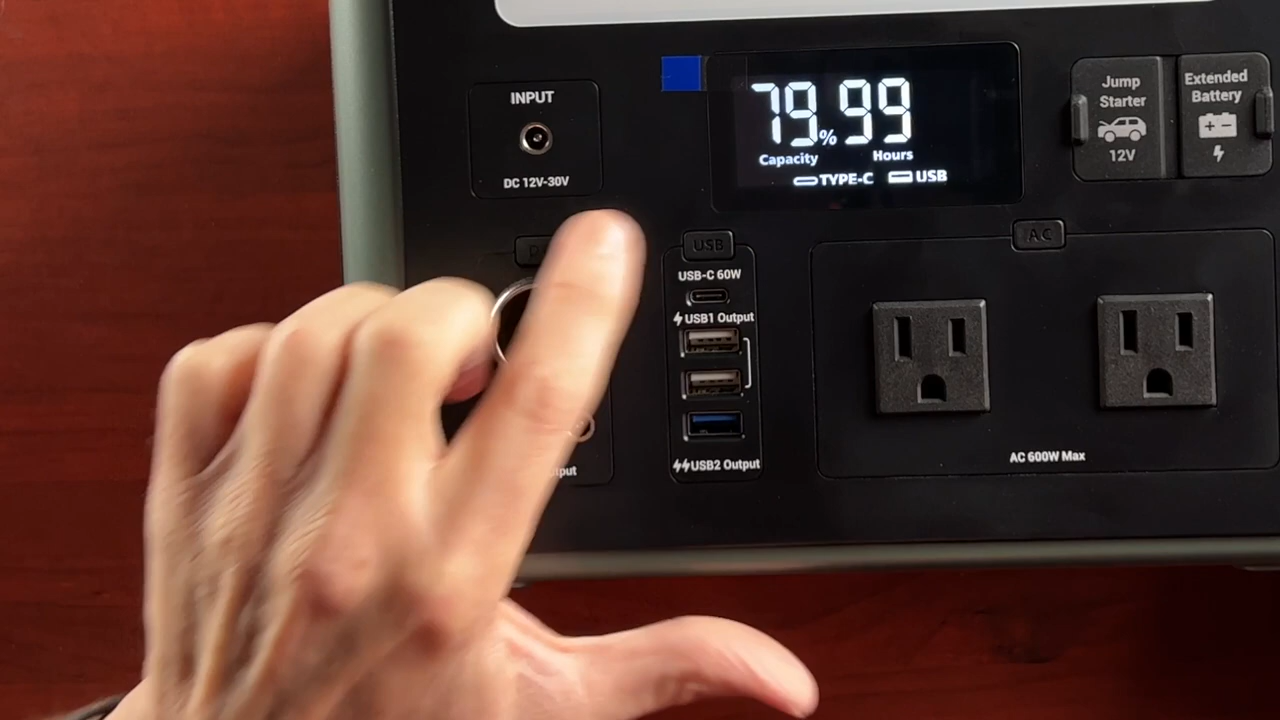 INPUT
DC 12V-30V
79% 99
Capacity Hours
TYPE-C USB
Jump
Starter
12V
Extended
Battery
USB
USB-C 60W
USB1 Output
USB2 Output
AC
AC 600W Max